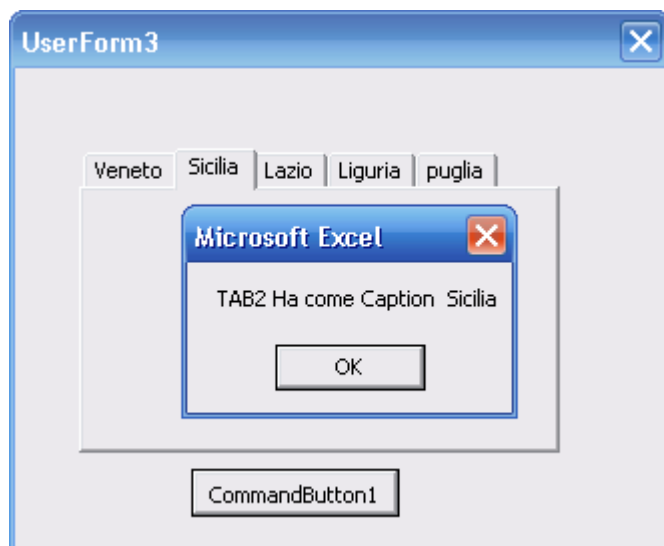 UserForm3
Veneto Sicilia Lazio Liguria puglia
Microsoft Excel
TAB2 Ha come Caption Sicilia
OK
CommandButton1